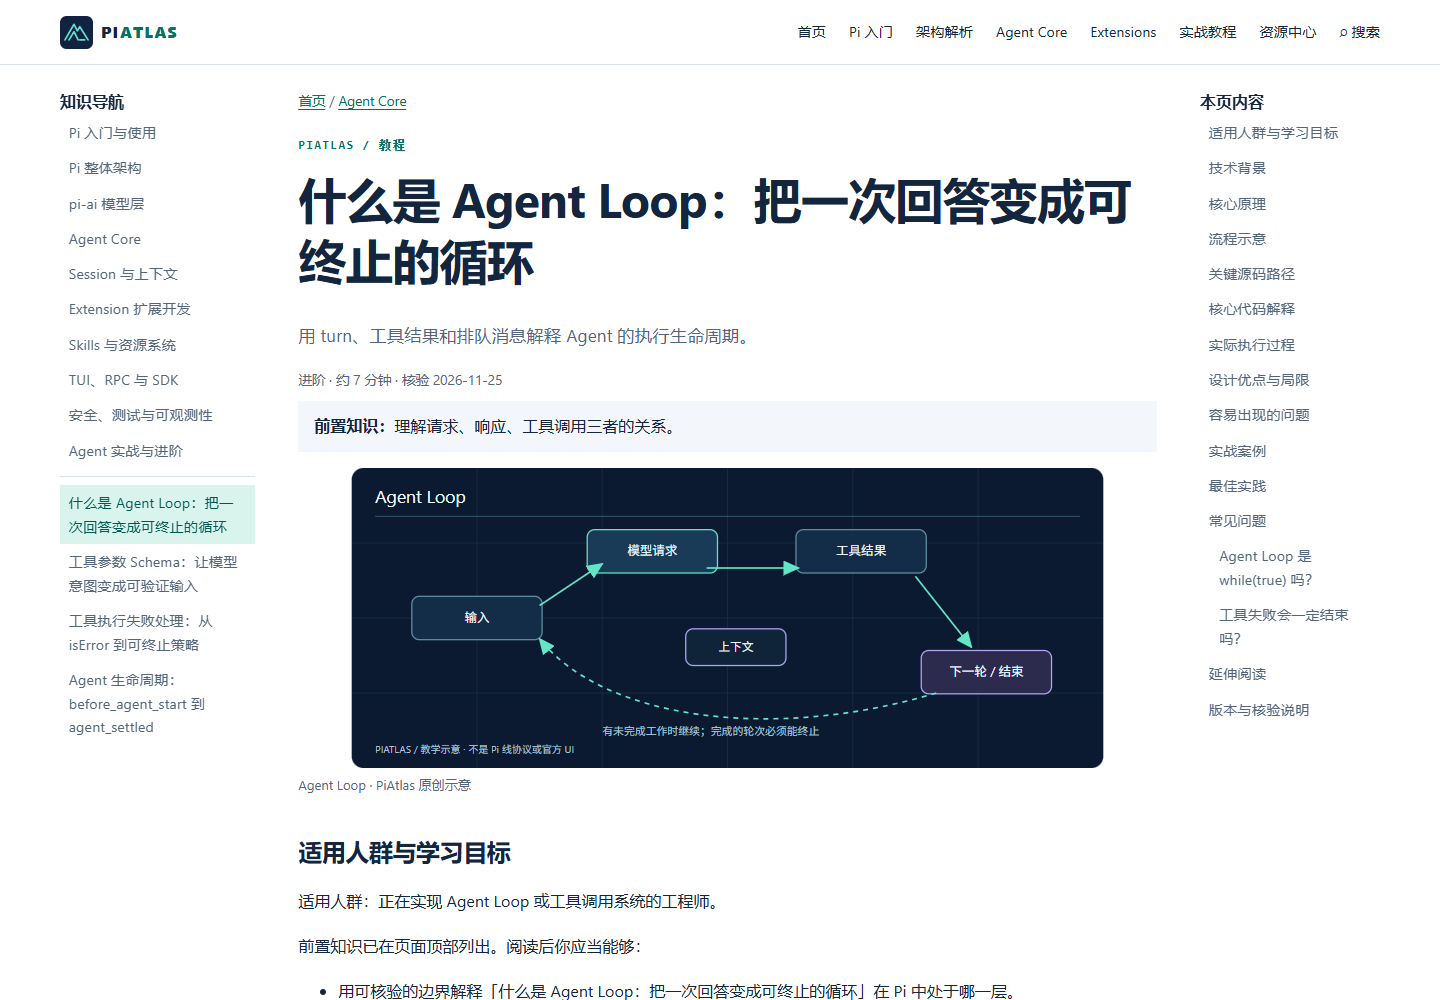 PIATLAS
首页
Pi 入门
架构解析
Agent Core
Extensions
实战教程
资源中心
⌕ 搜索
知识导航
Pi 入门与使用
Pi 整体架构
pi-ai 模型层
Agent Core
Session 与上下文
Extension 扩展开发
Skills 与资源系统
TUI、RPC 与 SDK
安全、测试与可观测性
Agent 实战与进阶
什么是 Agent Loop：把一
次回答变成可终止的循环
工具参数 Schema：让模型
意图变成可验证输入
工具执行失败处理：从
isError 到可终止策略
Agent 生命周期：
before_agent_start 到
agent_settled
首页 / Agent Core
PIATLAS / 教程
什么是 Agent Loop：把一次回答变成可
终止的循环
用 turn、工具结果和排队消息解释 Agent 的执行生命周期。
进阶 · 约 7 分钟 · 核验 2026-11-25
前置知识：理解请求、响应、工具调用三者的关系。
Agent Loop
模型请求
工具结果
输入
上下文
下一轮 / 结束
有未完成工作时继续；完成的轮次必须能终止
PIATLAS / 教学示意 · 不是 Pi 线协议或官方 UI
Agent Loop · PiAtlas 原创示意
适用人群与学习目标
适用人群：正在实现 Agent Loop 或工具调用系统的工程师。
前置知识已在页面顶部列出。阅读后你应当能够：
• 用可核验的边界解释「什么是 Agent Loop：把一次回答变成可终止的循环」在 Pi 中处于哪一层。
本页内容
适用人群与学习目标
技术背景
核心原理
流程示意
关键源码路径
核心代码解释
实际执行过程
设计优点与局限
容易出现的问题
实战案例
最佳实践
常见问题
Agent Loop 是
while(true) 吗？
工具失败会一定结束
吗？
延伸阅读
版本与核验说明